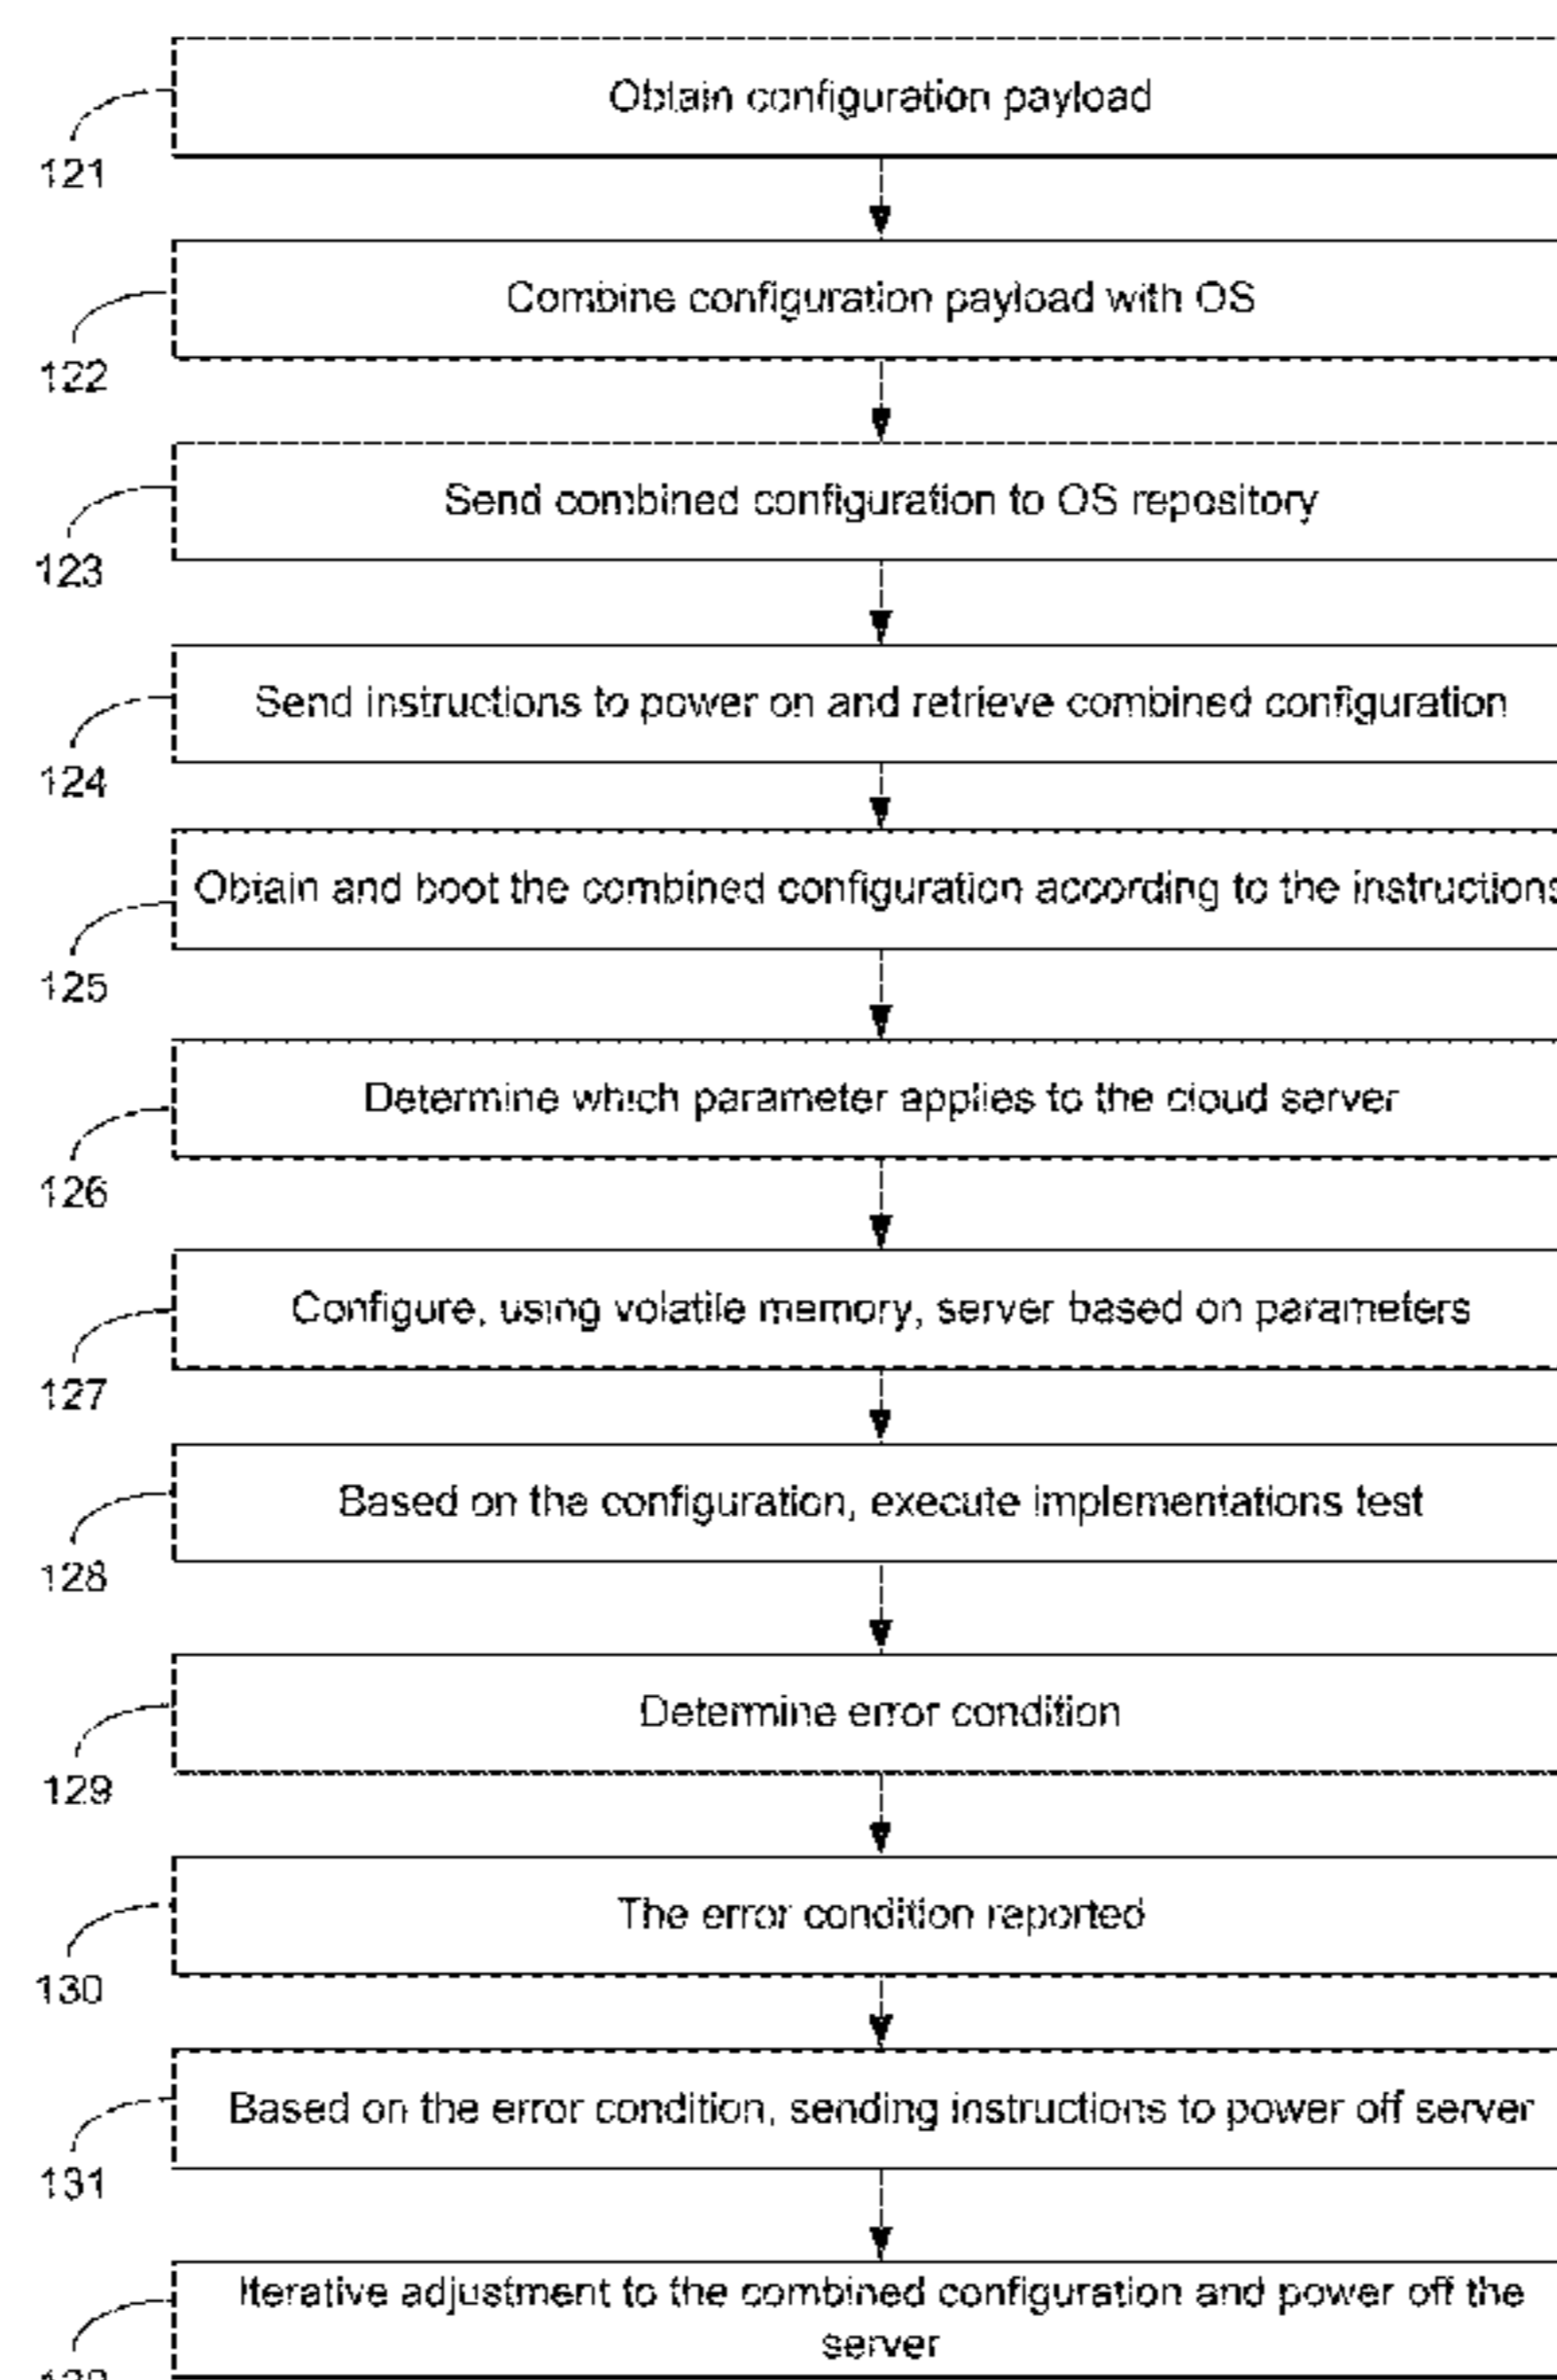 Obtain configuration payload
121
Combine configuration payload with OS
122
Send combined configuration to OS repository
123
Send instructions to power on and retrieve combined configuration
124
Obtain and boot the combined configuration according to the instructions
125
Determine which parameter applies to the cloud server
126
Configure, using volatile memory, server based on parameters
127
Based on the configuration, execute implementations test
128
Determine error condition
129
The error condition reported
130
Based on the error condition, sending instructions to power off server
131
Iterative adjustment to the combined configuration and power off the
server